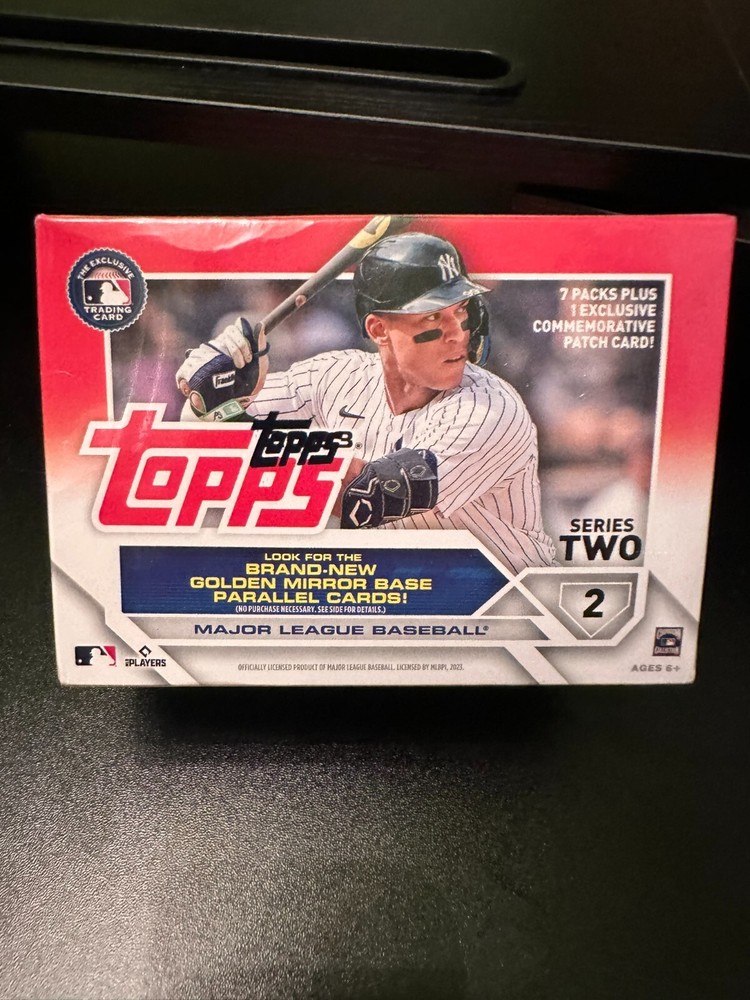 THE EXCLUSIVE
TRADING
CARD
7 PACKS PLUS
1 EXCLUSIVE
COMMEMORATIVE
PATCH CARD!
NY
Franklin
topps
topps
SERIES
TWO
2
LOOK FOR THE
BRAND-NEW
GOLDEN MIRROR BASE
PARALLEL CARDS!
(NO PURCHASE NECESSARY. SEE SIDE FOR DETAILS.)
MAJOR LEAGUE BASEBALL®
PLAYERS
OFFICIALLY LICENSED PRODUCT OF MAJOR LEAGUE BASEBALL. LICENSED BY MLBPI, 2023.
AGES 6+